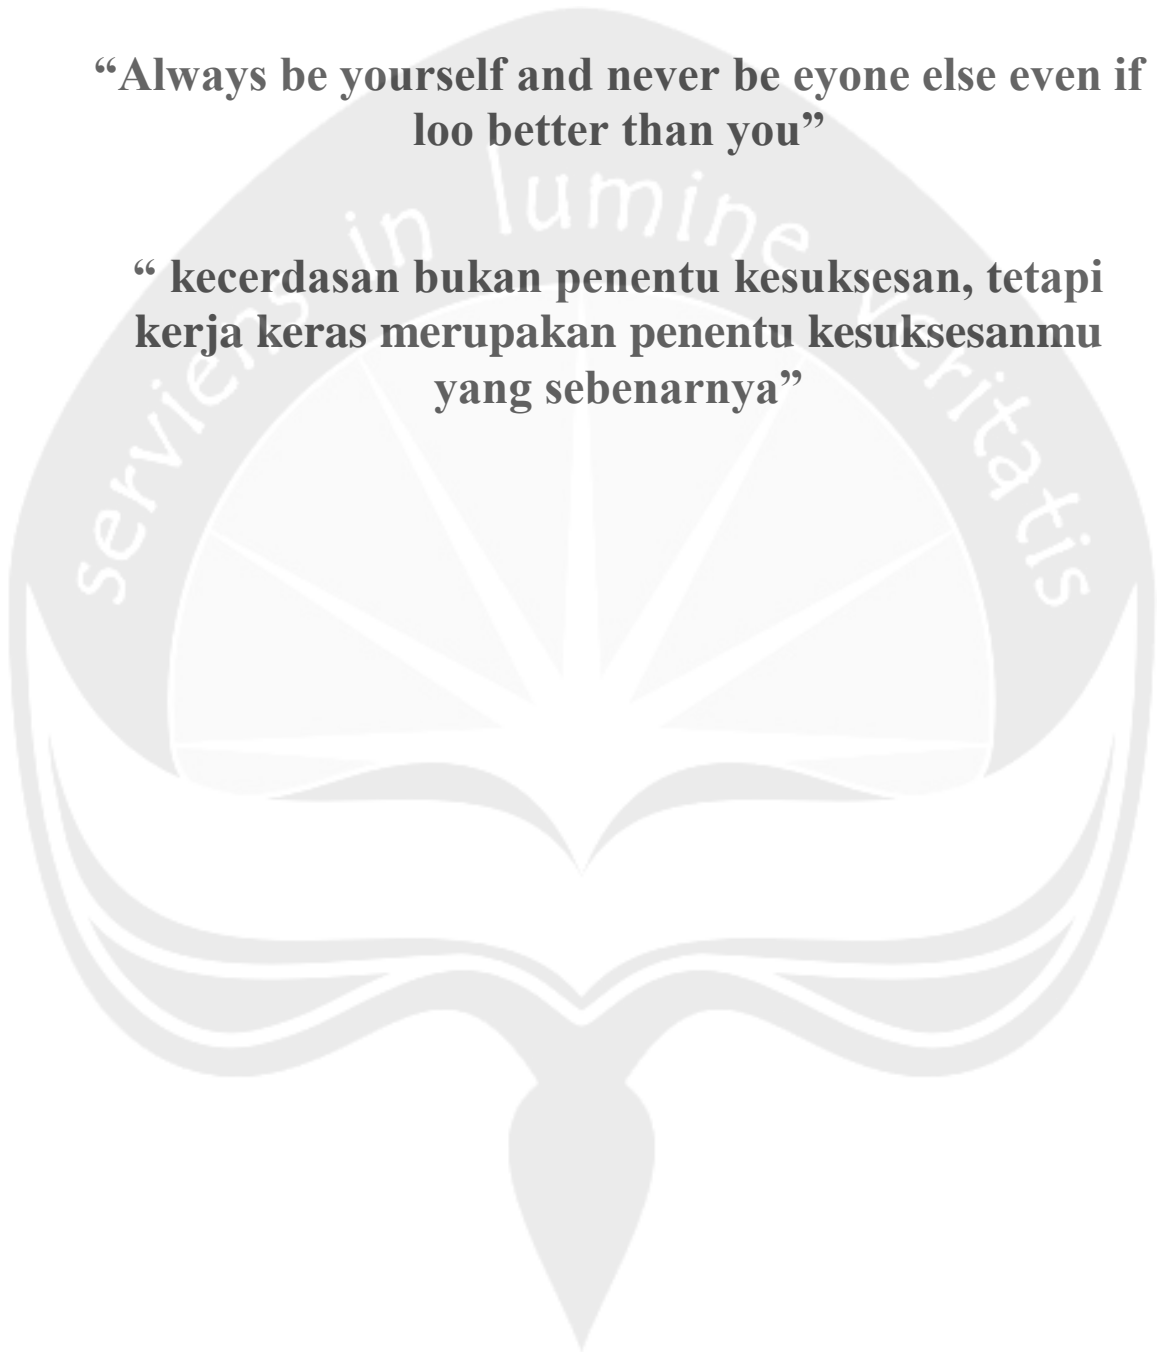 “Always be yourself and never be eyone else even if
loo better than you”
serviens in lumine veritatis
“ kecerdasan bukan penentu kesuksesan, tetapi
kerja keras merupakan penentu kesuksesanmu
yang sebenarnya”